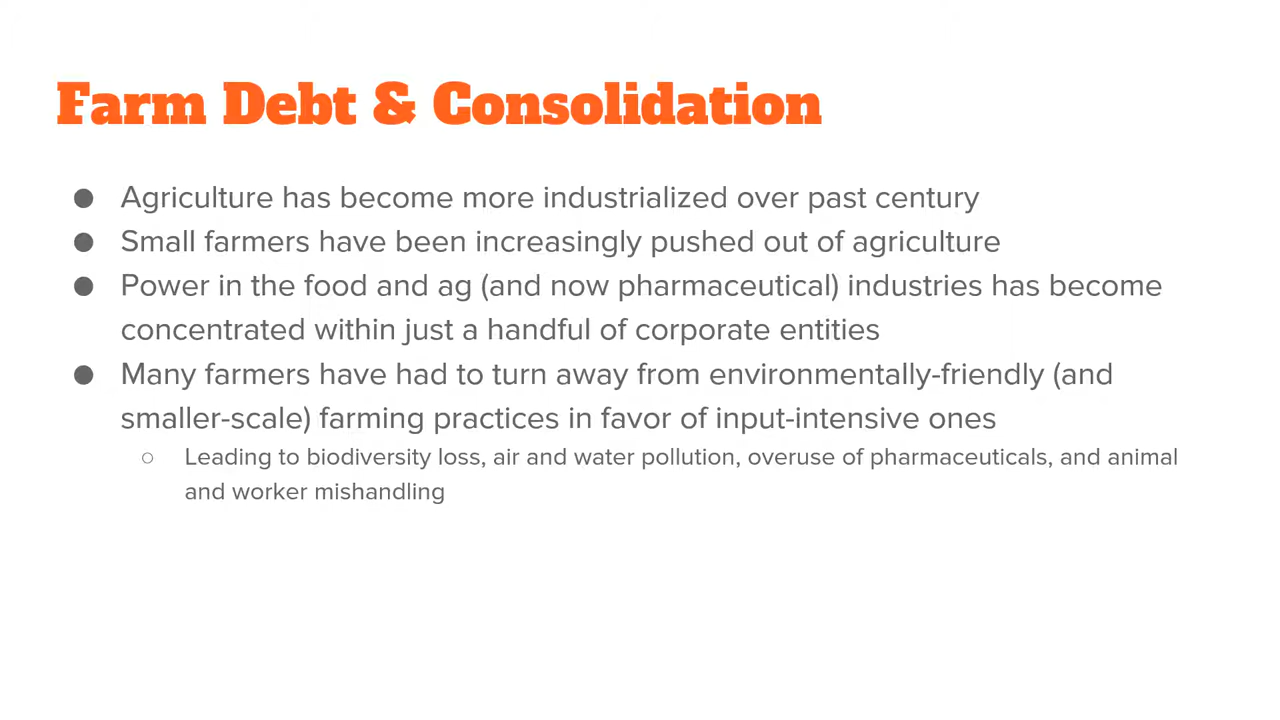 Farm Debt & Consolidation
● Agriculture has become more industrialized over past century
● Small farmers have been increasingly pushed out of agriculture
● Power in the food and ag (and now pharmaceutical) industries has become
concentrated within just a handful of corporate entities
● Many farmers have had to turn away from environmentally-friendly (and
smaller-scale) farming practices in favor of input-intensive ones
○ Leading to biodiversity loss, air and water pollution, overuse of pharmaceuticals, and animal
and worker mishandling